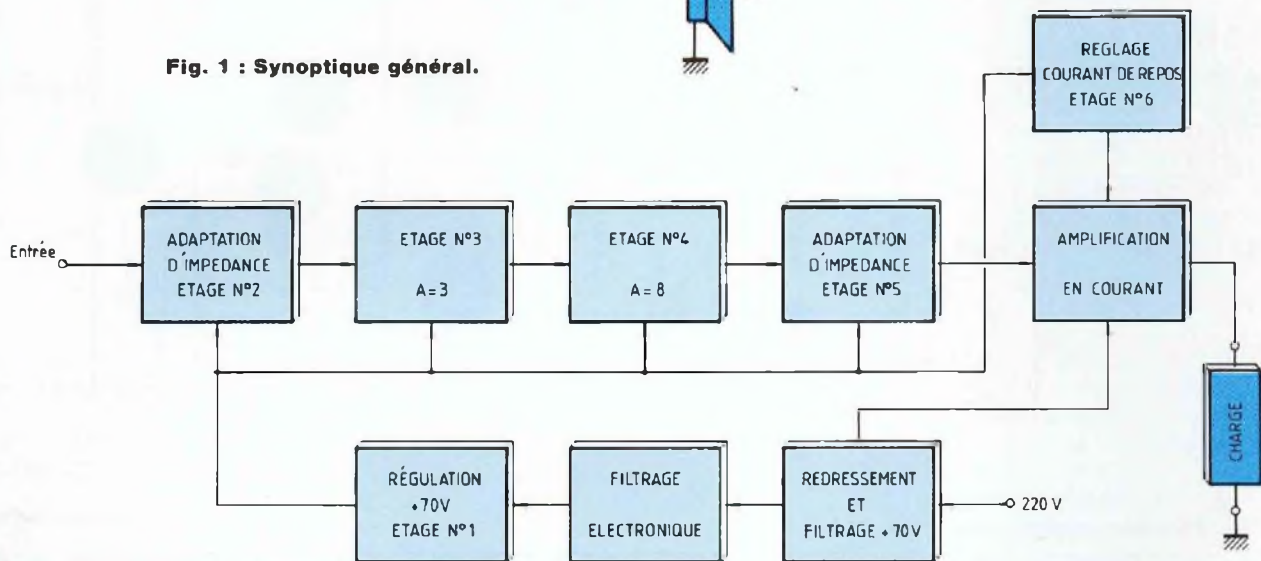 Fig. 1 : Synoptique général.
REGLAGE
COURANT DE REPOS
ETAGE N°6
Entrée
ADAPTATION
D'IMPEDANCE
ETAGE N°2
ETAGE N°3
A=3
ETAGE N°4
A=8
ADAPTATION
D'IMPEDANCE
ETAGE N°5
AMPLIFICATION
EN COURANT
CHARGE
RÉGULATION
+70V
ETAGE N°1
FILTRAGE
ELECTRONIQUE
REDRESSEMENT
ET
FILTRAGE +70V
220 V